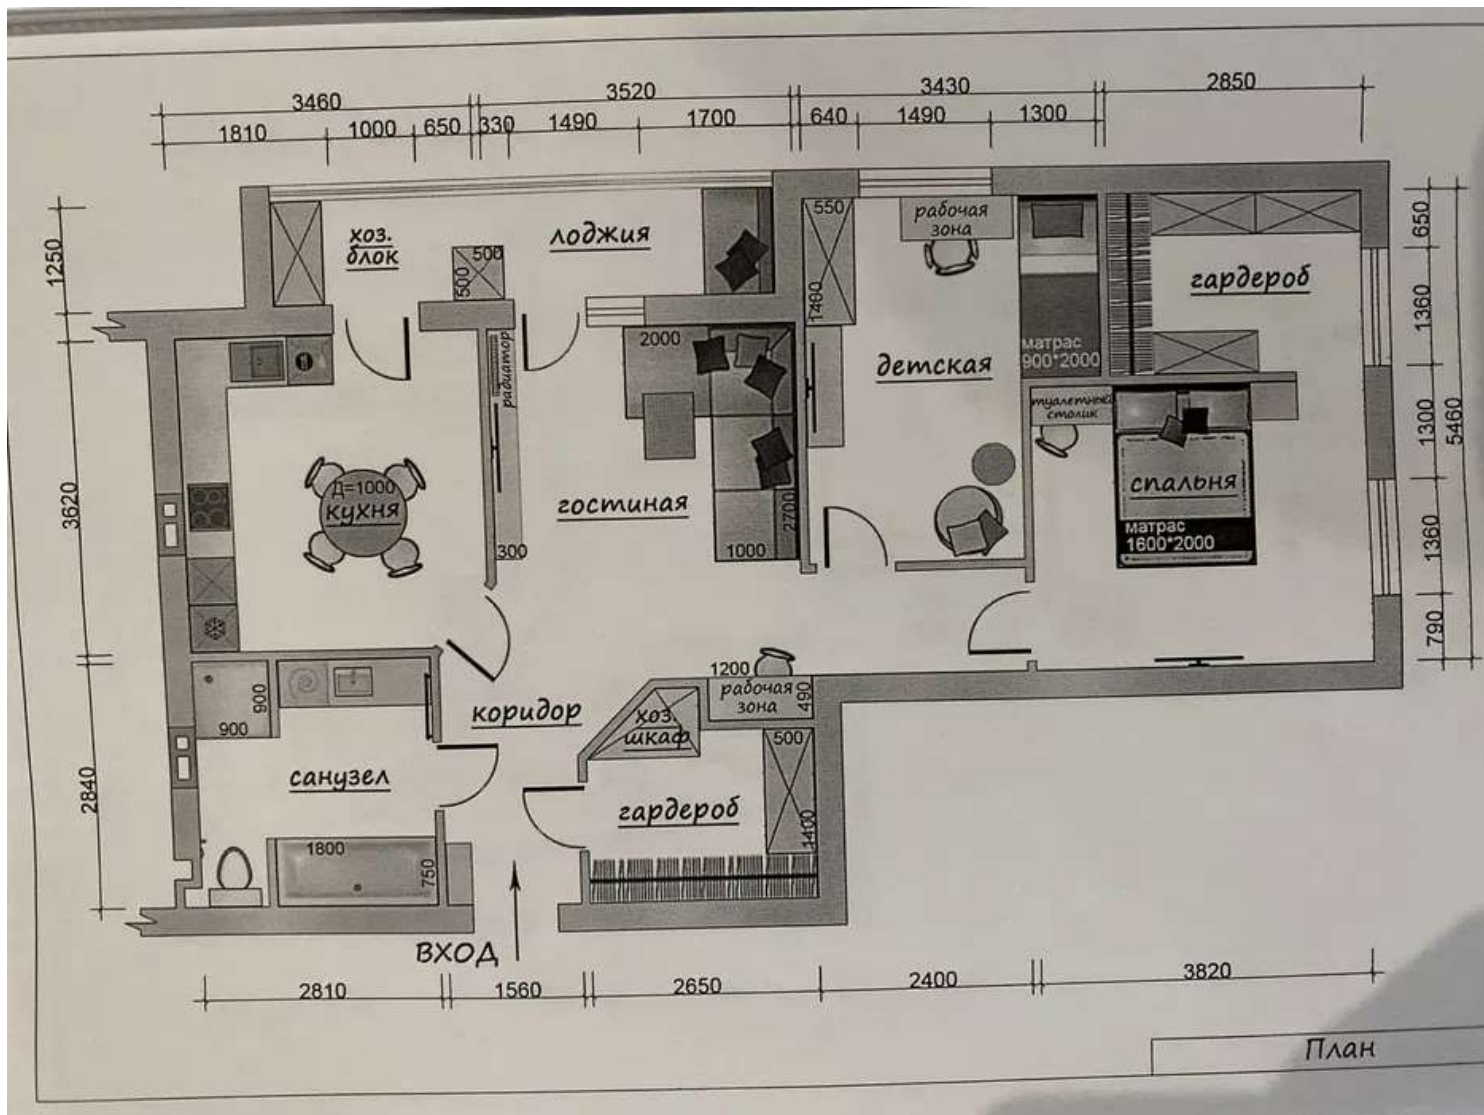 3460
3520
3430
2850
1810
1000
650
330
1490
1700
640
1490
1300
550
рабочая
зона
650
хоз.
блок
лоджия
1250
500
500
гардероб
1360
5460
1460
2000
радиатор
детская
матрас
900*2000
туалетный
столик
1300
3620
Д=1000
кухня
гостиная
спальня
2700
матрас
1600*2000
1360
300
1000
790
1200
рабочая
зона
490
900
900
коридор
хоз.
шкаф
500
2840
санузел
гардероб
1400
1800
750
ВХОД
2810
1560
2650
2400
3820
План